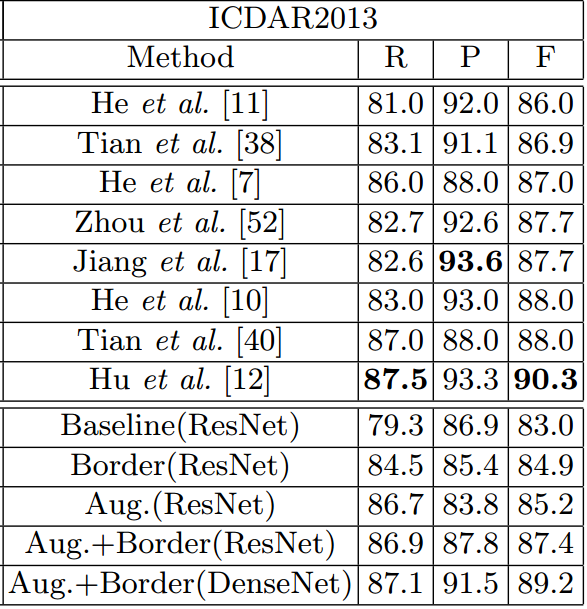 ICDAR2013
Method R P F
He et al. [11] 81.0 92.0 86.0
Tian et al. [38] 83.1 91.1 86.9
He et al. [7] 86.0 88.0 87.0
Zhou et al. [52] 82.7 92.6 87.7
Jiang et al. [17] 82.6 93.6 87.7
He et al. [10] 83.0 93.0 88.0
Tian et al. [40] 87.0 88.0 88.0
Hu et al. [12] 87.5 93.3 90.3
Baseline(ResNet) 79.3 86.9 83.0
Border(ResNet) 84.5 85.4 84.9
Aug.(ResNet) 86.7 83.8 85.2
Aug.+Border(ResNet) 86.9 87.8 87.4
Aug.+Border(DenseNet) 87.1 91.5 89.2